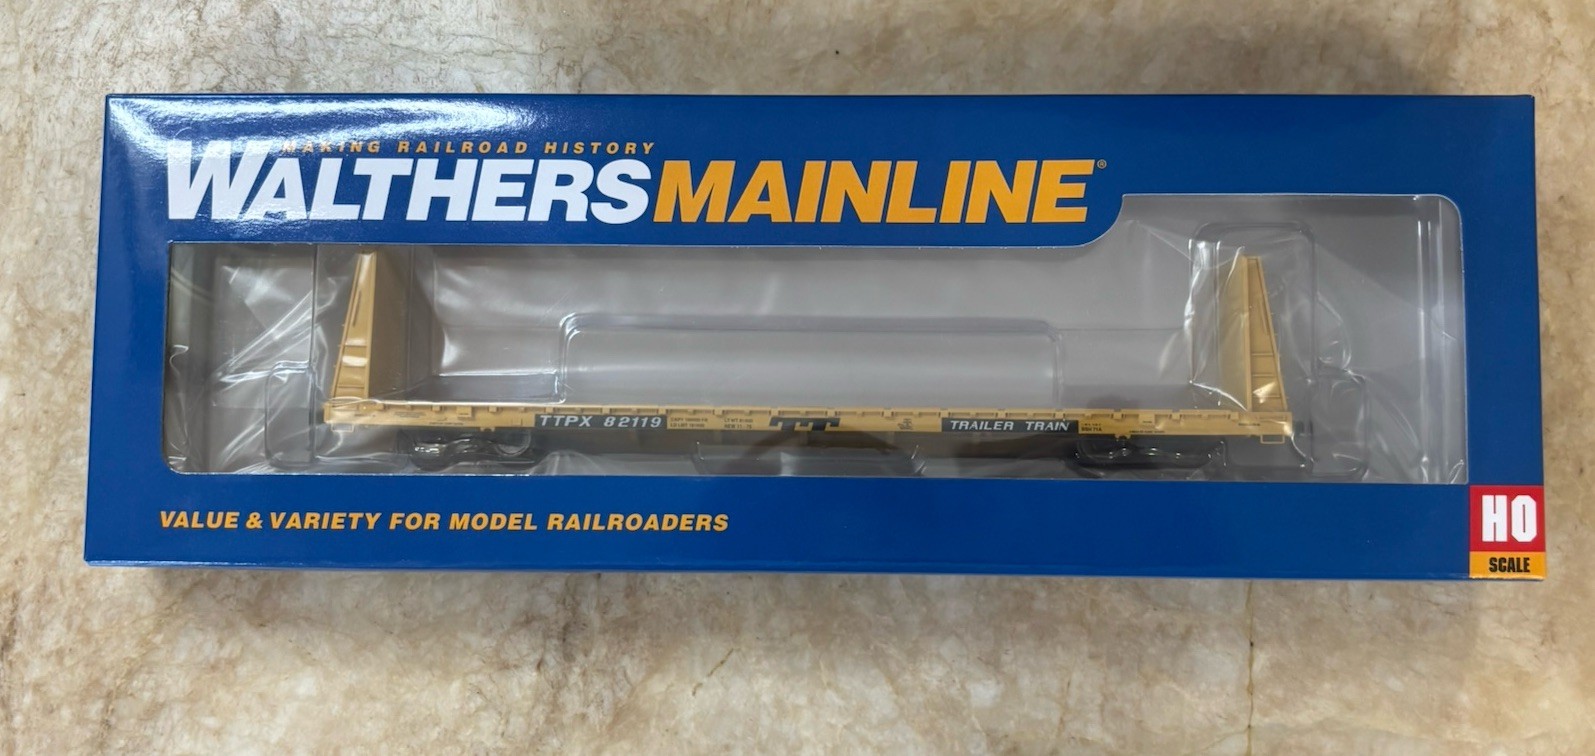 MAKING RAILROAD HISTORY
WALTHERSMAINLINE®
TTPX 82119
TT
TRAILER TRAIN
VALUE & VARIETY FOR MODEL RAILROADERS
HO
SCALE